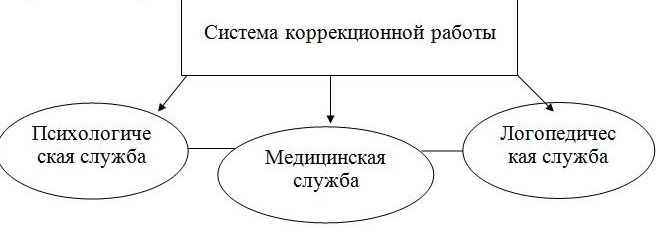 Система коррекционной работы
Психологиче
ская служба
Медицинская
служба
Логопедичес
кая служба